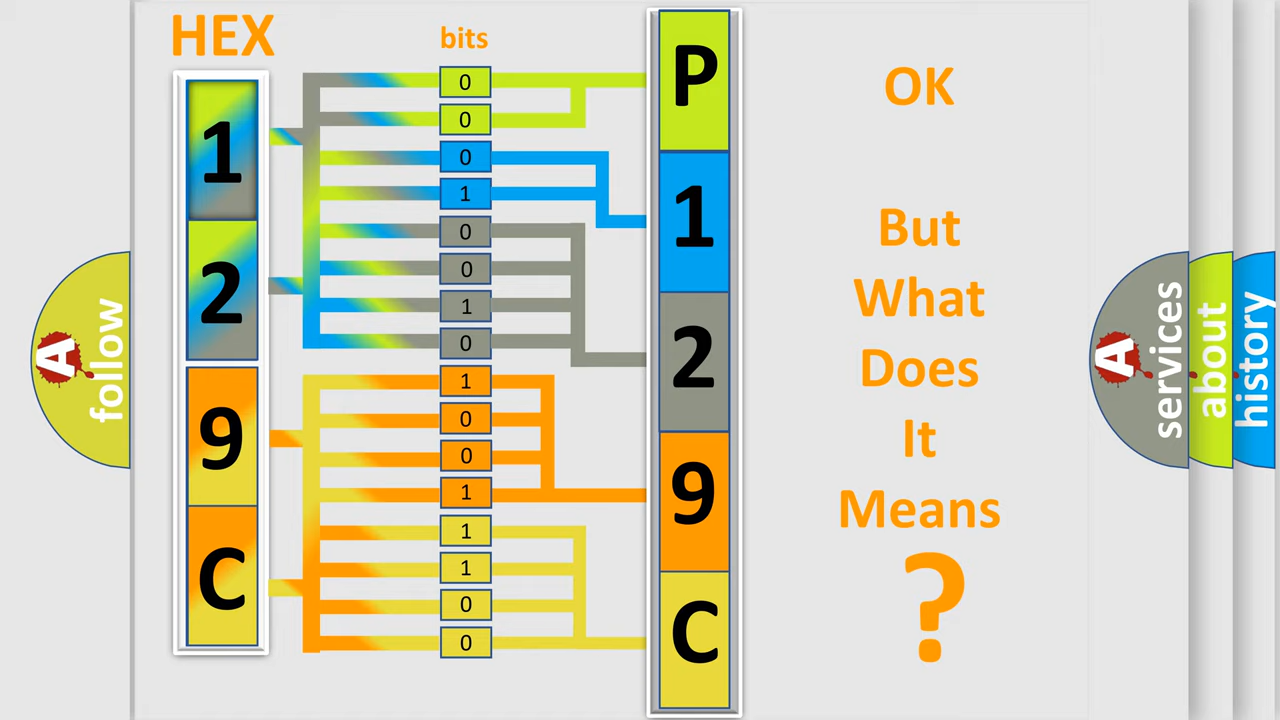 HEX
bits
1
2
9
C
0
0
0
1
0
0
1
0
1
0
0
1
1
1
0
0
P
1
2
9
C
OK
But
What
Does
It
Means
?
A
follow
A
services
about
history